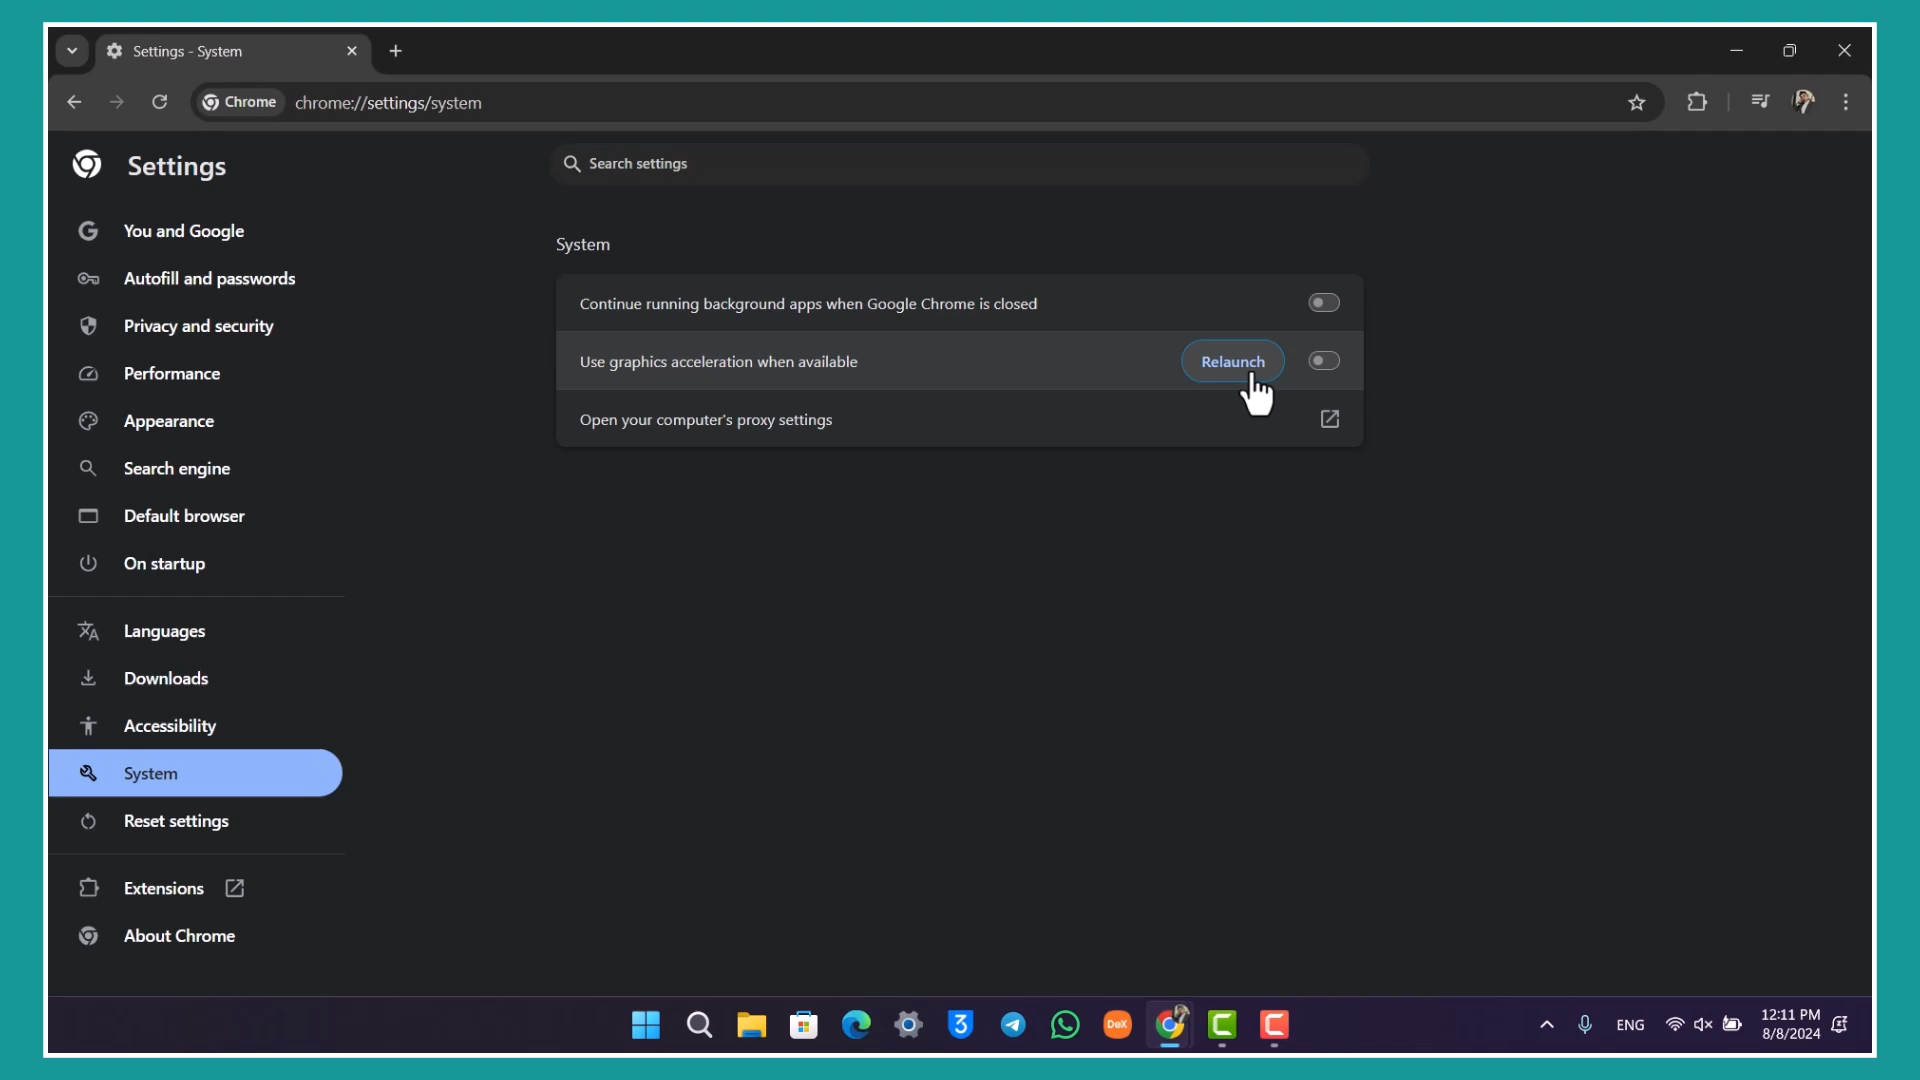 Settings - System
Chrome
chrome://settings/system
Settings
Search settings
You and Google
Autofill and passwords
Privacy and security
Performance
Appearance
Search engine
Default browser
On startup
Languages
Downloads
Accessibility
System
Reset settings
Extensions
About Chrome
System
Continue running background apps when Google Chrome is closed
Use graphics acceleration when available
Relaunch
Open your computer's proxy settings
3
DeX
ENG
12:11 PM
8/8/2024